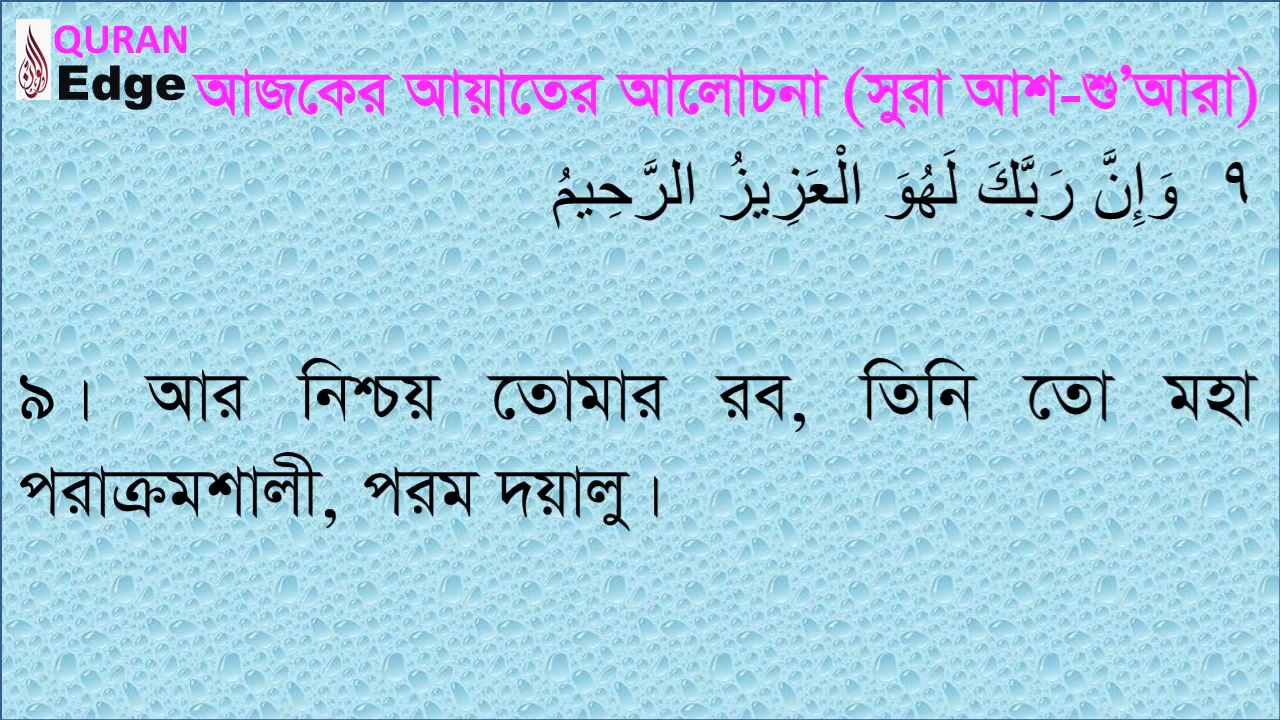 QURAN
Edge
আজকের আয়াতের আলোচনা (সুরা আশ-শু’আরা)
٩ وَإِنَّ رَبَّكَ لَهُوَ الْعَزِيزُ الرَّحِيمُ
৯। আর নিশ্চয় তোমার রব, তিনি তো মহা
পরাক্রমশালী, পরম দয়ালু।